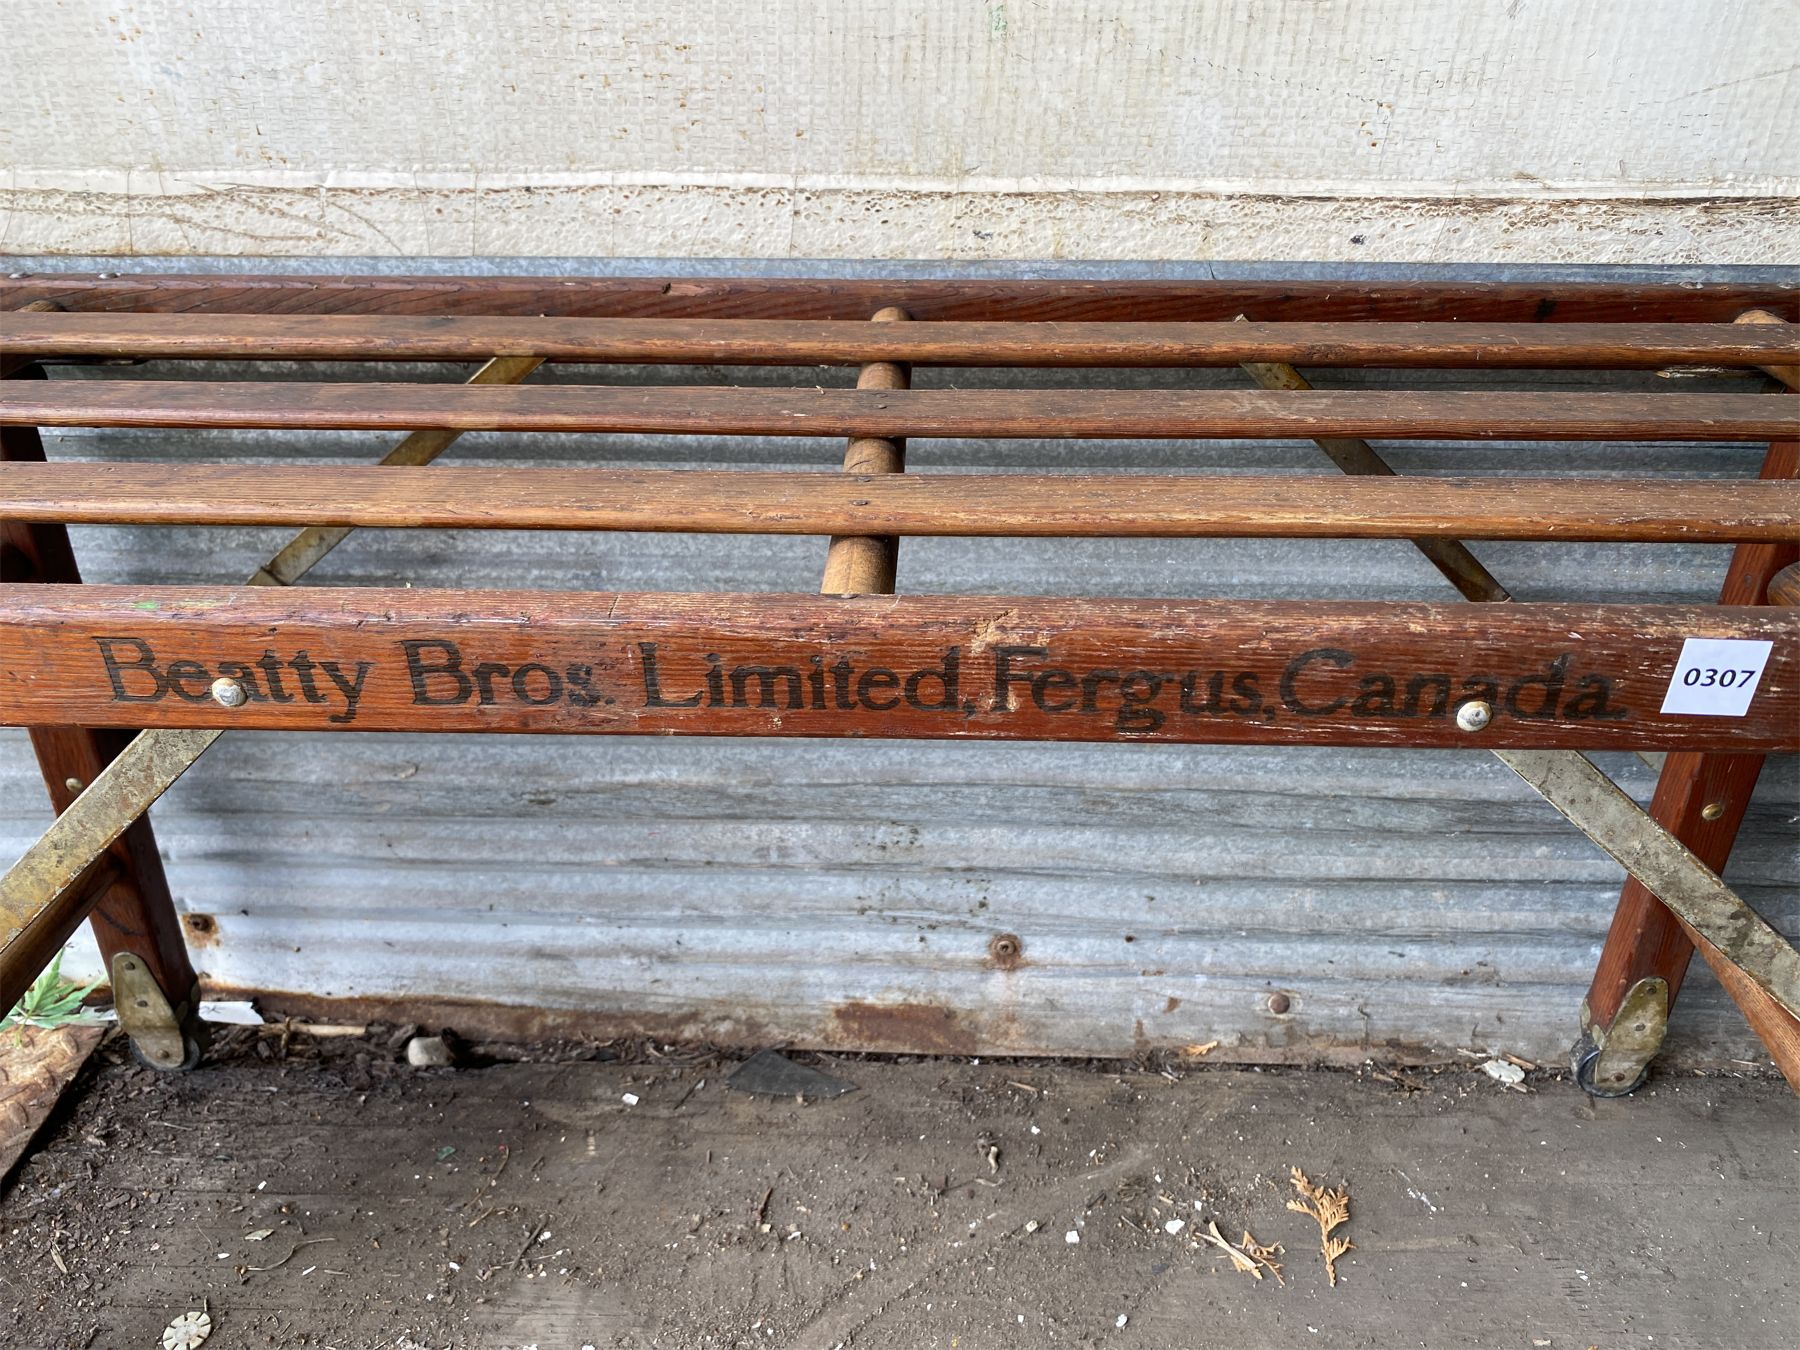 Beatty Bros. Limited, Fergus, Canada.
0307